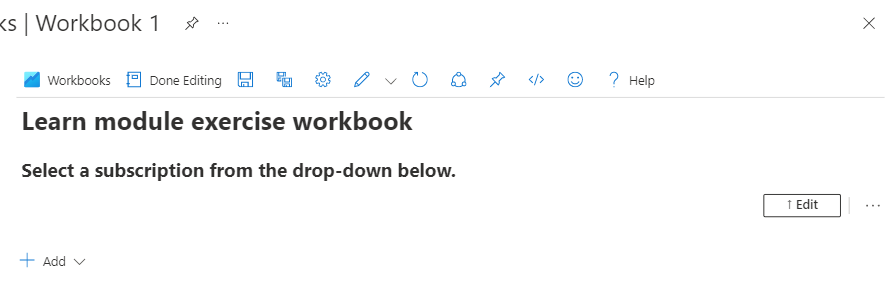 ks | Workbook 1
Workbooks Done Editing </> ? Help
Learn module exercise workbook
Select a subscription from the drop-down below.
↑ Edit
+ Add